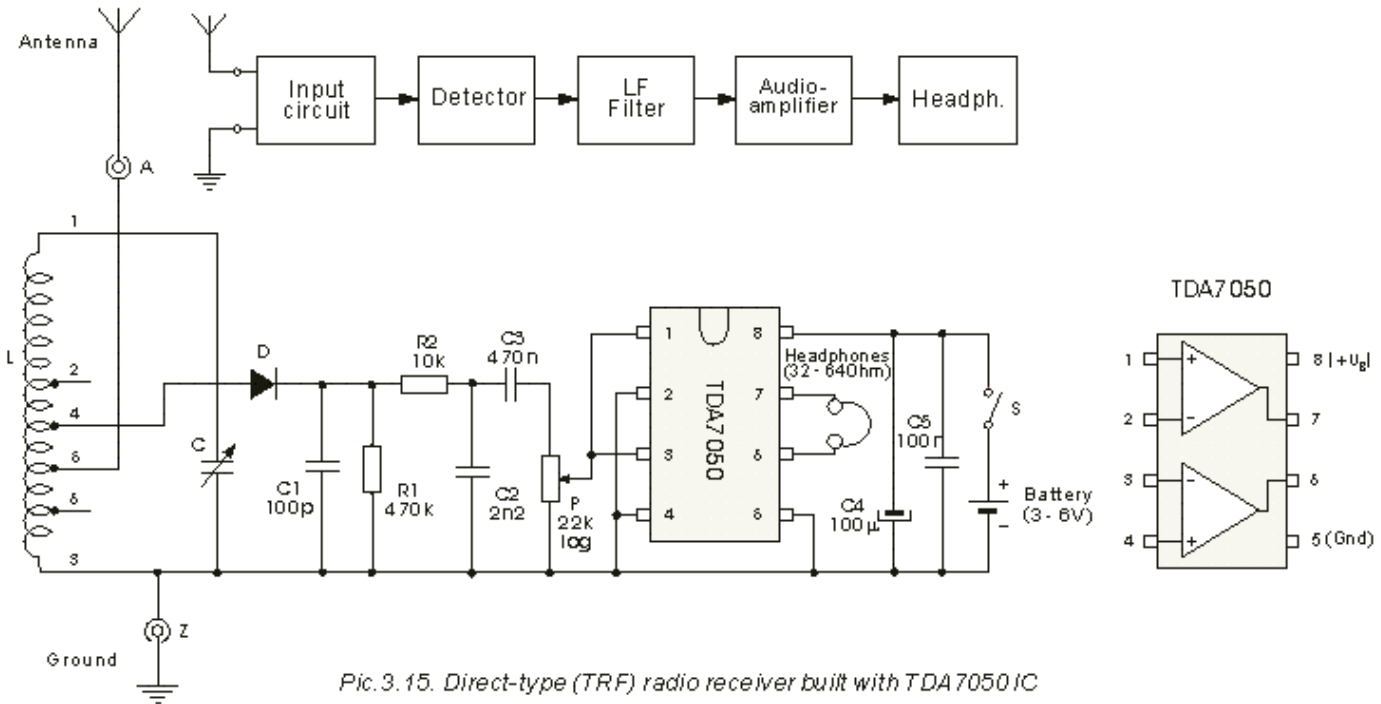 Antenna
A
Input
circuit
Detector
LF
Filter
Audio-
amplifier
Headph.
1
L
2
4
6
6
3
C
D
C1
100p
R1
470k
R2
10k
C2
2n2
C3
470n
P
22k
log
1
2
3
4
8
7
6
6
TDA7050
Headphones
(32 - 640hm)
C4
100µ
C5
100n
S
+
Battery
(3 - 6V)
-
Z
Ground
TDA7050
1
2
3
4
+
-
-
+
8 |+UB|
7
6
5 (Gnd)
Pic.3.15. Direct-type (TRF) radio receiver built with TDA7050 IC